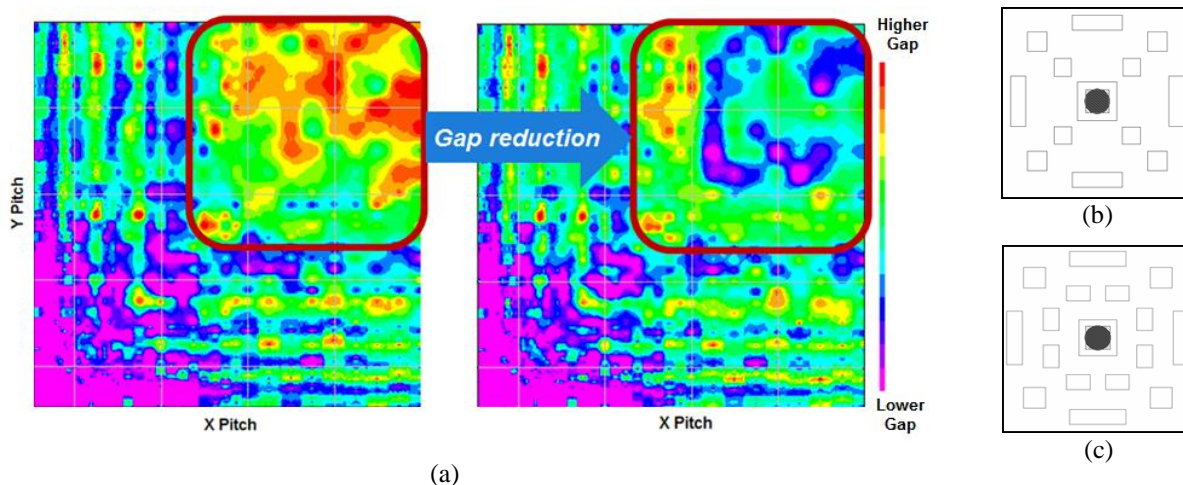 Higher
Gap
Gap reduction
Y Pitch
Lower
Gap
X Pitch
X Pitch
(a)
(b)
(c)